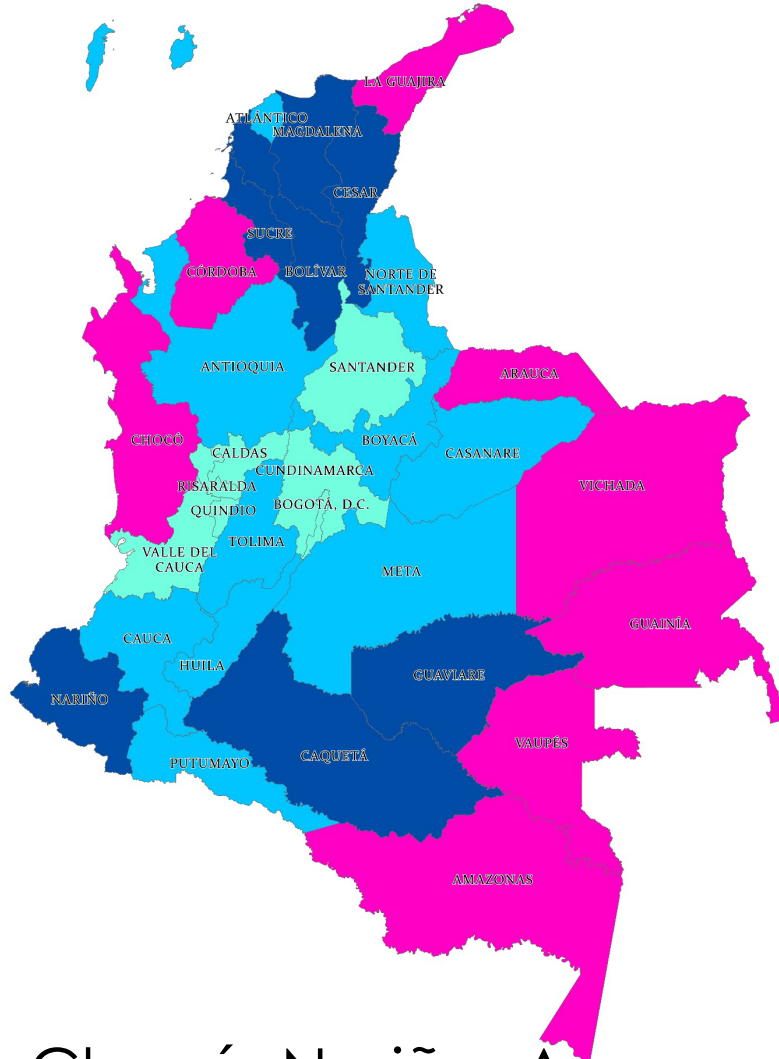 LA GUAJIRA
ATLÁNTICO
MAGDALENA
CESAR
SUCRE
CÓRDOBA
BOLÍVAR
NORTE DE
SANTANDER
ANTIOQUIA
SANTANDER
ARAUCA
CHOCÓ
BOYACÁ
CALDAS
CASANARE
CUNDINAMARCA
RISARALDA
VICHADA
QUINDIO
BOGOTÁ, D.C.
TOLIMA
VALLE DEL
CAUCA
META
GUAINÍA
CAUCA
HUILA
GUAVIARE
NARIÑO
VAUPÉS
CAQUETÁ
PUTUMAYO
AMAZONAS